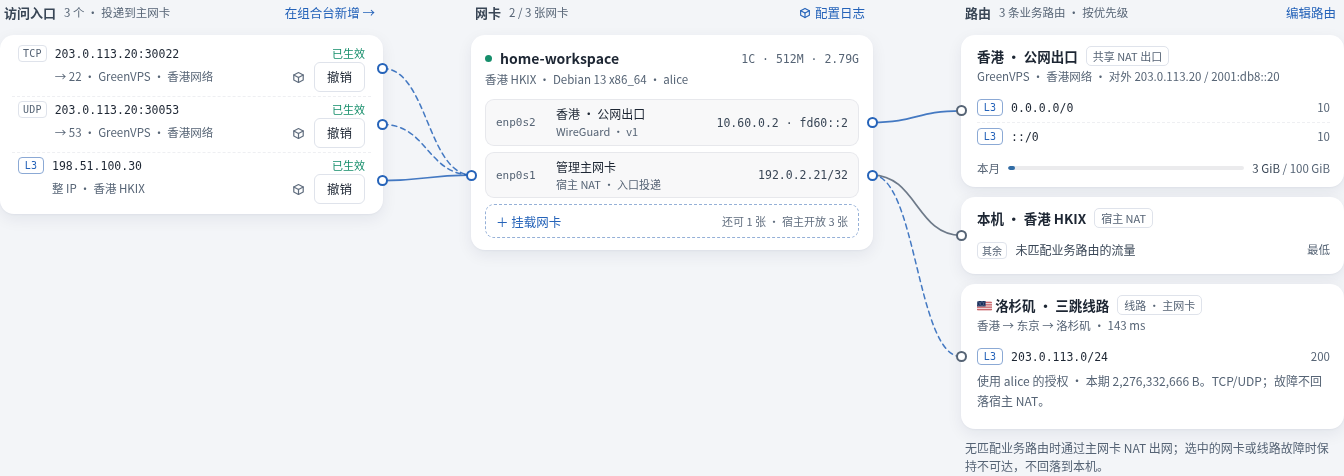 访问入口 3 个 · 投递到主网卡 在组合台新增 →
TCP 203.0.113.20:30022 已生效
→ 22 · GreenVPS · 香港网络 撤销
UDP 203.0.113.20:30053 已生效
→ 53 · GreenVPS · 香港网络 撤销
L3 198.51.100.30 已生效
整 IP · 香港 HKIX 撤销
网卡 2 / 3 张网卡 配置日志
home-workspace 1C · 512M · 2.79G
香港 HKIX · Debian 13 x86_64 · alice
enp0s2 香港 · 公网出口 10.60.0.2 · fd60::2
WireGuard · v1
enp0s1 管理主网卡 192.0.2.21/32
宿主 NAT · 入口投递
+ 挂载网卡 还可 1 张 · 宿主开放 3 张
路由 3 条业务路由 · 按优先级 编辑路由
香港 · 公网出口 共享 NAT 出口
GreenVPS · 香港网络 · 对外 203.0.113.20 / 2001:db8::20
L3 0.0.0.0/0 10
L3 ::/0 10
本月 3 GiB / 100 GiB
本机 · 香港 HKIX 宿主 NAT
其余 未匹配业务路由的流量 最低
洛杉矶 · 三跳线路 线路 · 主网卡
香港 → 东京 → 洛杉矶 · 143 ms
L3 203.0.113.0/24 200
使用 alice 的授权 · 本期 2,276,332,666 B。TCP/UDP；故障不回
落宿主 NAT。
无匹配业务路由时通过主网卡 NAT 出网；选中的网卡或线路故障时保
持不可达，不回落到本机。